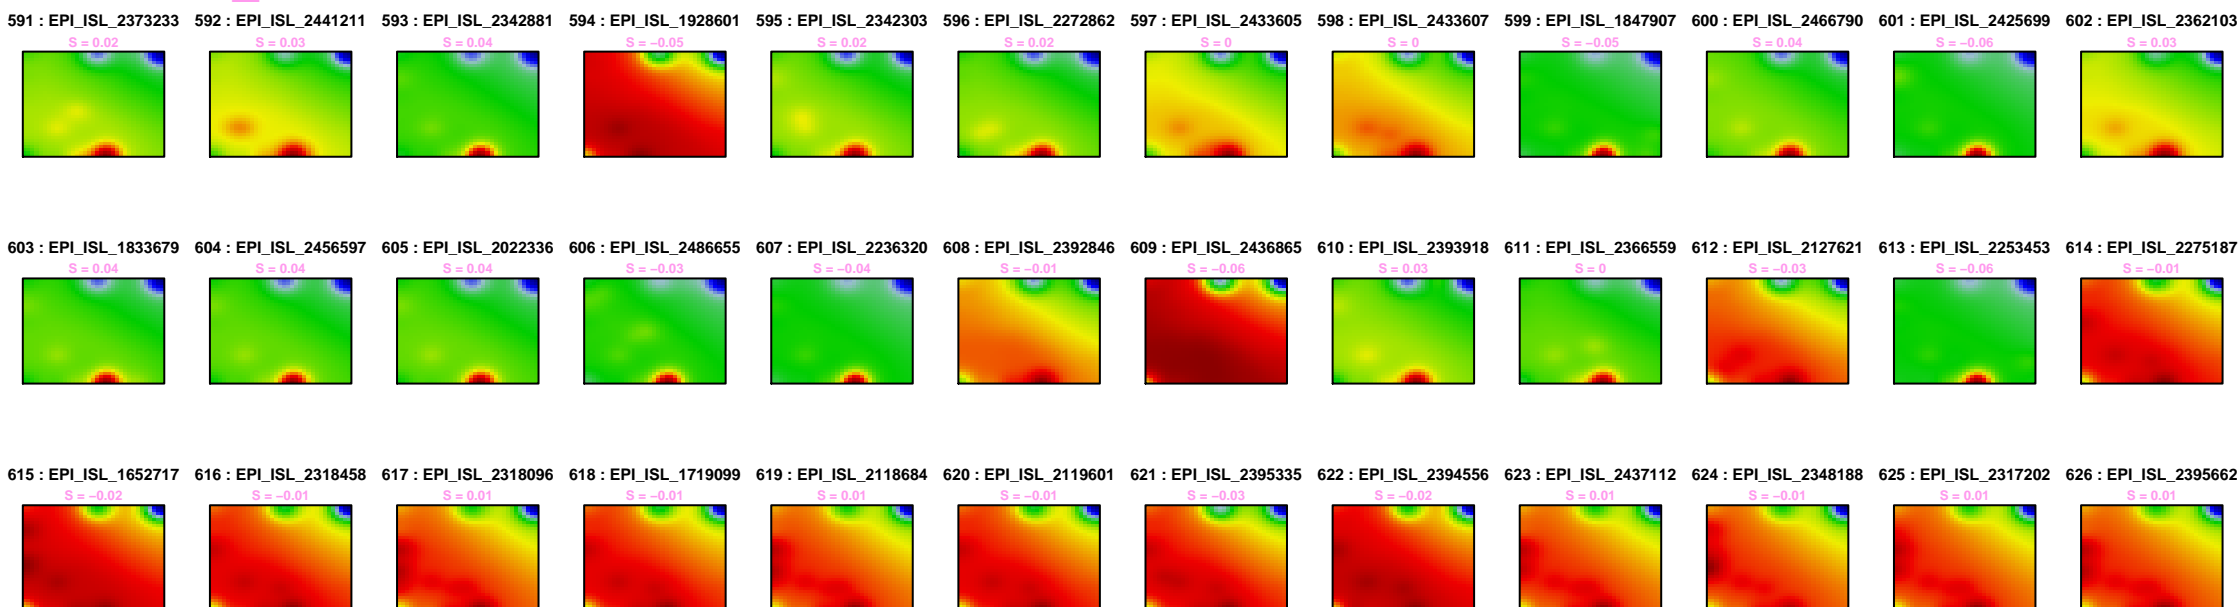 591 : EPI_ISL_2373233 592 : EPI_ISL_2441211 593 : EPI_ISL_2342881 594 : EPI_ISL_1928601 595 : EPI_ISL_2342303 596 : EPI_ISL_2272862 597 : EPI_ISL_2433605 598 : EPI_ISL_2433607 599 : EPI_ISL_1847907 600 : EPI_ISL_2466790 601 : EPI_ISL_2425699 602 : EPI_ISL_2362103
S = 0.02 S = 0.03 S = 0.04 S = −0.05 S = 0.02 S = 0.02 S = 0 S = 0 S = −0.05 S = 0.04 S = −0.06 S = 0.03
603 : EPI_ISL_1833679 604 : EPI_ISL_2456597 605 : EPI_ISL_2022336 606 : EPI_ISL_2486655 607 : EPI_ISL_2236320 608 : EPI_ISL_2392846 609 : EPI_ISL_2436865 610 : EPI_ISL_2393918 611 : EPI_ISL_2366559 612 : EPI_ISL_2127621 613 : EPI_ISL_2253453 614 : EPI_ISL_2275187
S = 0.04 S = 0.04 S = 0.04 S = −0.03 S = −0.04 S = −0.01 S = −0.06 S = 0.03 S = 0 S = −0.03 S = −0.06 S = −0.01
615 : EPI_ISL_1652717 616 : EPI_ISL_2318458 617 : EPI_ISL_2318096 618 : EPI_ISL_1719099 619 : EPI_ISL_2118684 620 : EPI_ISL_2119601 621 : EPI_ISL_2395335 622 : EPI_ISL_2394556 623 : EPI_ISL_2437112 624 : EPI_ISL_2348188 625 : EPI_ISL_2317202 626 : EPI_ISL_2395662
S = −0.02 S = −0.01 S = 0.01 S = −0.01 S = 0.01 S = −0.01 S = −0.03 S = −0.02 S = 0.01 S = −0.01 S = 0.01 S = 0.01